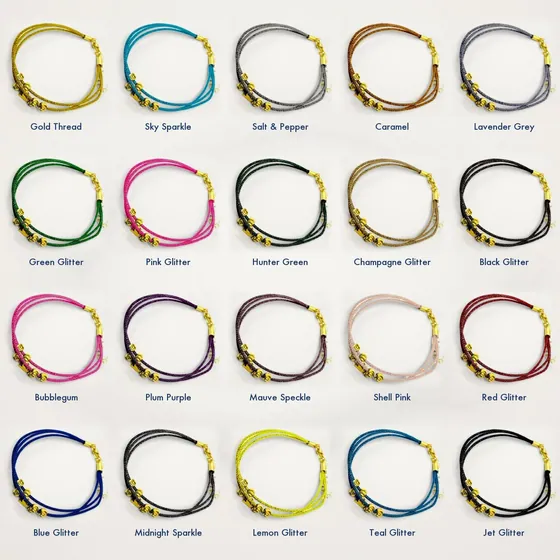 Gold Thread
Sky Sparkle
Salt & Pepper
Caramel
Lavender Grey
Green Glitter
Pink Glitter
Hunter Green
Champagne Glitter
Black Glitter
Bubblegum
Plum Purple
Mauve Speckle
Shell Pink
Red Glitter
Blue Glitter
Midnight Sparkle
Lemon Glitter
Teal Glitter
Jet Glitter